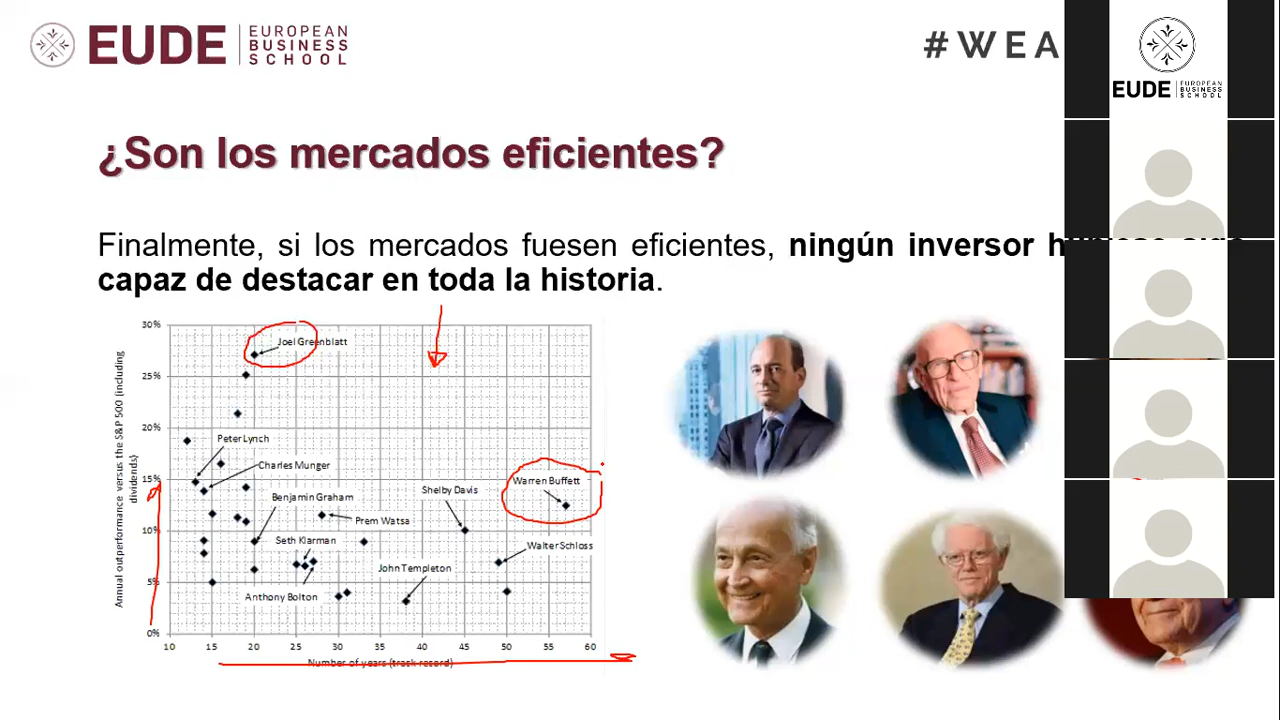 EUDE
EUROPEAN
BUSINESS
SCHOOL
#WEA
EUDE
EUROPEAN
BUSINESS
SCHOOL
¿Son los mercados eficientes?
Finalmente, si los mercados fuesen eficientes, ningún inversor
capaz de destacar en toda la historia.
Annual outperformance versus the S&P 500 (including
dividends)
30%
25%
20%
15%
10%
5%
0%
Joel Greenblatt
Peter Lynch
Charles Munger
Benjamin Graham
Prem Watsa
Seth Klarman
Anthony Bolton
John Templeton
Shelby Davis
Warren Buffett
Walter Schloss
10 15 20 25 30 35 40 45 50 55 60
Number of years (track record)